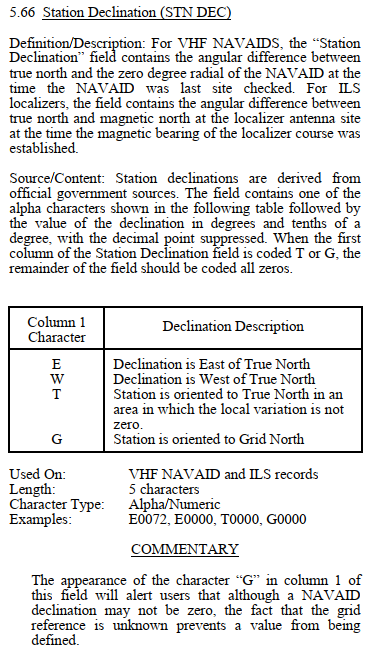 5.66 Station Declination (STN DEC)
Definition/Description: For VHF NAVAIDS, the “Station
Declination” field contains the angular difference between
true north and the zero degree radial of the NAVAID at the
time the NAVAID was last site checked. For ILS
localizers, the field contains the angular difference between
true north and magnetic north at the localizer antenna site
at the time the magnetic bearing of the localizer course was
established.
Source/Content: Station declinations are derived from
official government sources. The field contains one of the
alpha characters shown in the following table followed by
the value of the declination in degrees and tenths of a
degree, with the decimal point suppressed. When the first
column of the Station Declination field is coded T or G, the
remainder of the field should be coded all zeros.
Column 1 Character Declination Description
E Declination is East of True North
W Declination is West of True North
T Station is oriented to True North in an
area in which the local variation is not
zero.
G Station is oriented to Grid North
Used On: VHF NAVAID and ILS records
Length: 5 characters
Character Type: Alpha/Numeric
Examples: E0072, E0000, T0000, G0000
COMMENTARY
The appearance of the character “G” in column 1 of
this field will alert users that although a NAVAID
declination may not be zero, the fact that the grid
reference is unknown prevents a value from being
defined.